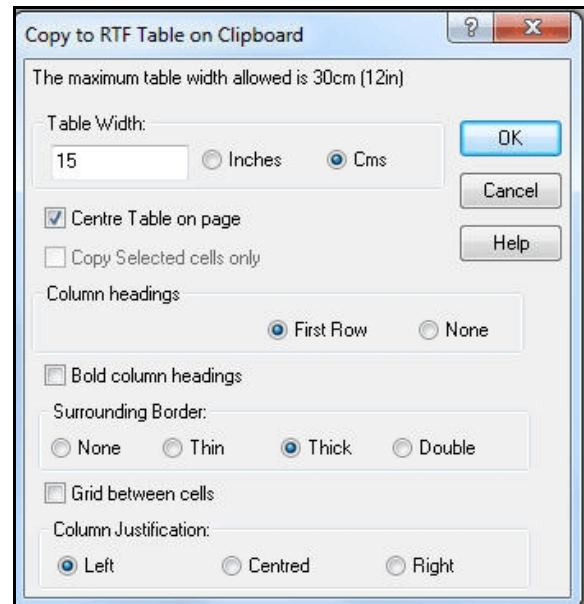 Copy to RTF Table on Clipboard
?
The maximum table width allowed is 30cm (12in)
Table Width:
15 Inches Cms
OK
Cancel
Help
Centre Table on page
Copy Selected cells only
Column headings
First Row None
Bold column headings
Surrounding Border:
None Thin Thick Double
Grid between cells
Column Justification:
Left Centred Right